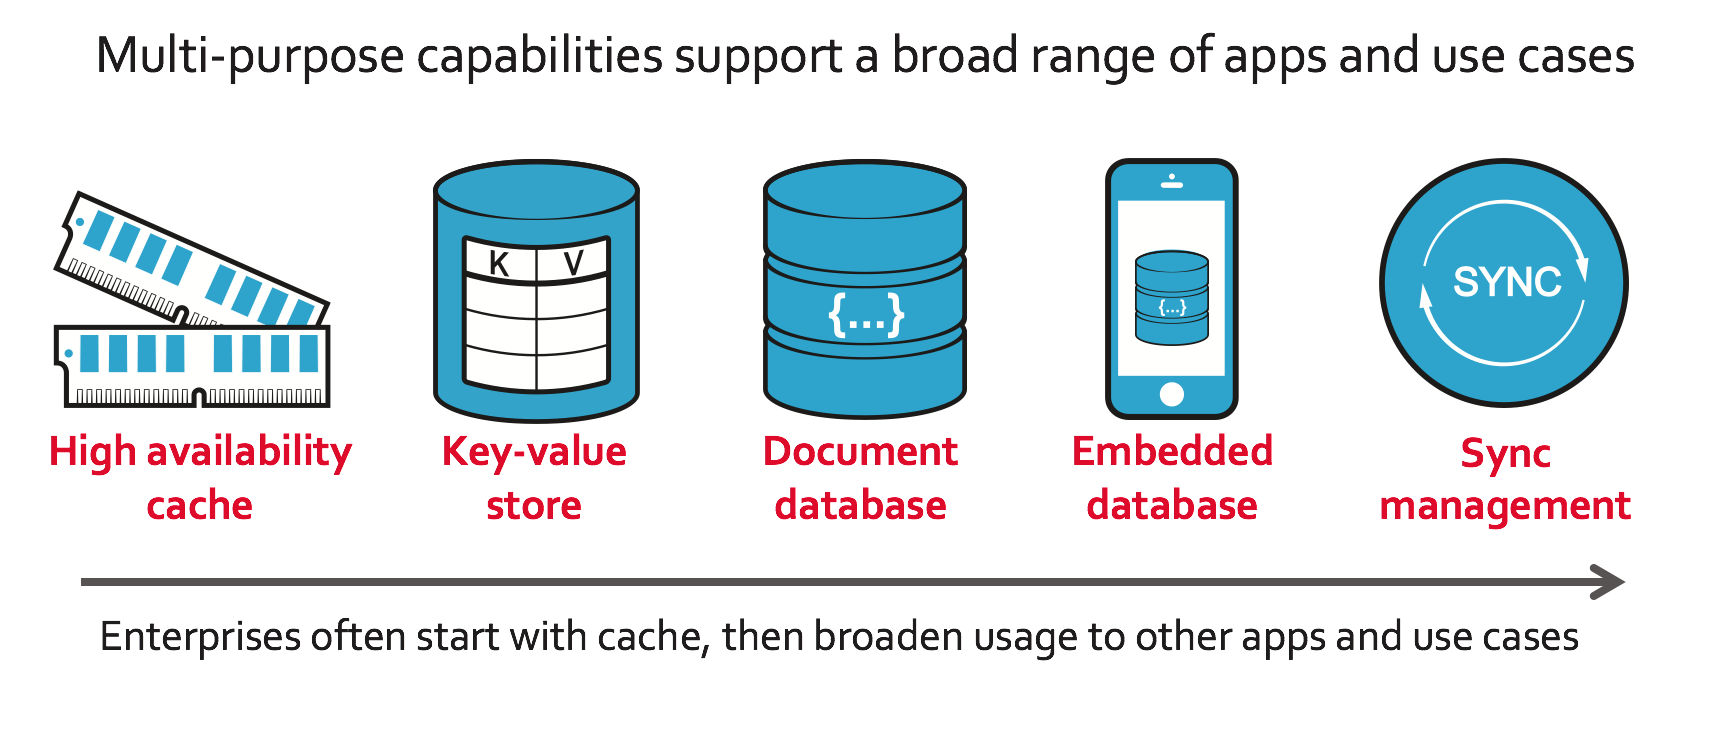 Multi-purpose capabilities support a broad range of apps and use cases
K V
{...}
{...}
SYNC
High availability cache
Key-value store
Document database
Embedded database
Sync management
Enterprises often start with cache, then broaden usage to other apps and use cases